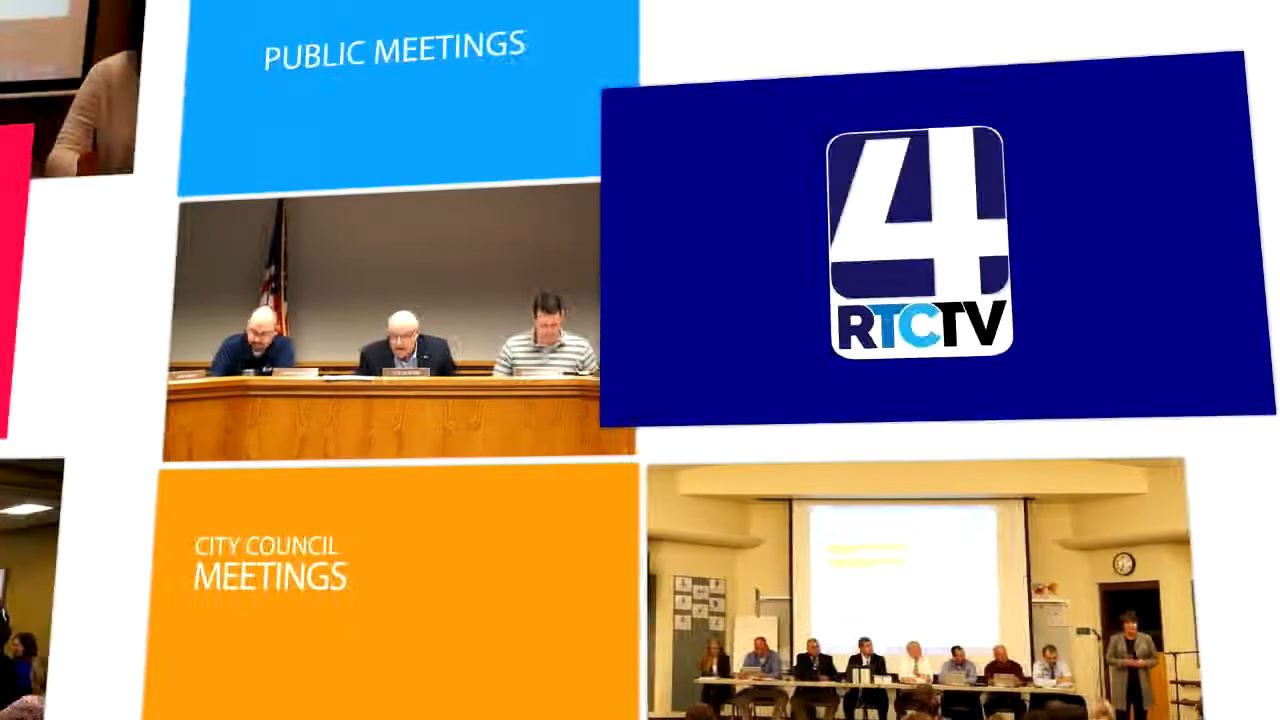 PUBLIC MEETINGS
4
RTCTV
CITY COUNCIL
MEETINGS